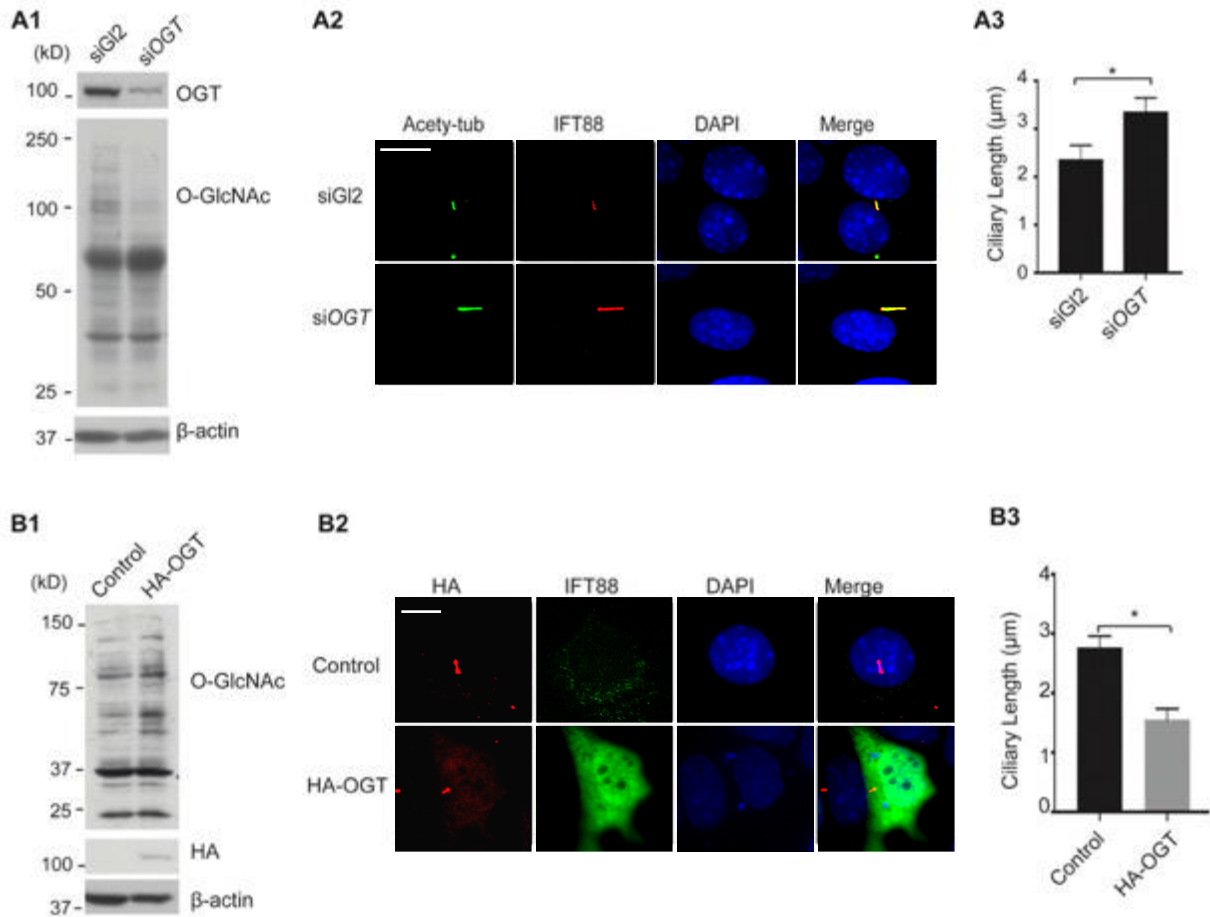 A1
(kD)
siGl2
siOGT
100
OGT
250
O-GlcNAc
100
50
25
37
β-actin
A2
Acety-tub IFT88 DAPI Merge
siGl2
siOGT
A3
Ciliary Length (µm)
4
3
2
1
0
*
siGl2
siOGT
B1
(kD)
Control
HA-OGT
150
O-GlcNAc
75
37
25
HA
100
β-actin
37
B2
HA IFT88 DAPI Merge
Control
HA-OGT
B3
Ciliary Length (µm)
4
3
2
1
0
*
Control
HA-OGT